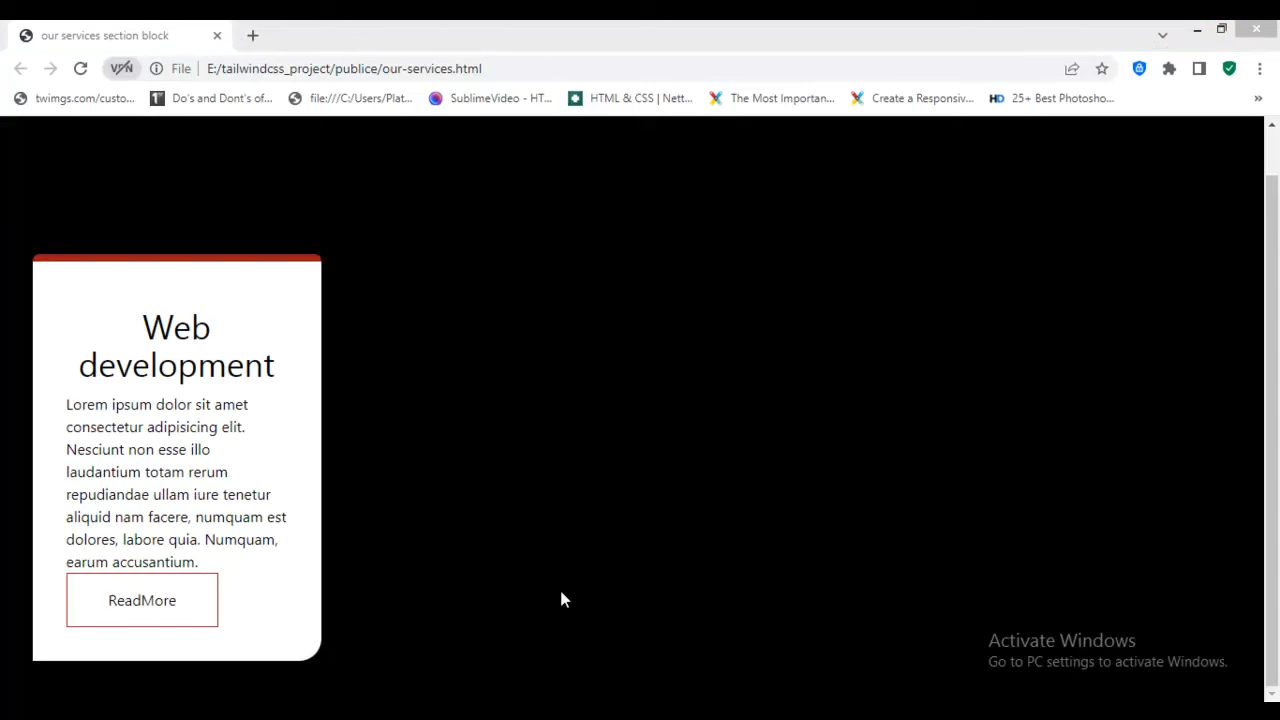 our services section block
VPN File E:/tailwindcss_project/publice/our-services.html
twimgs.com/custo... Do's and Dont's of... file:///C:/Users/Plat... SublimeVideo - HT... HTML & CSS | Nett... The Most Importan... Create a Responsiv... HD 25+ Best Photosho... »
Web
development
Lorem ipsum dolor sit amet
consectetur adipisicing elit.
Nesciunt non esse illo
laudantium totam rerum
repudiandae ullam iure tenetur
aliquid nam facere, numquam est
dolores, labore quia. Numquam,
earum accusantium.
ReadMore
Activate Windows
Go to PC settings to activate Windows.